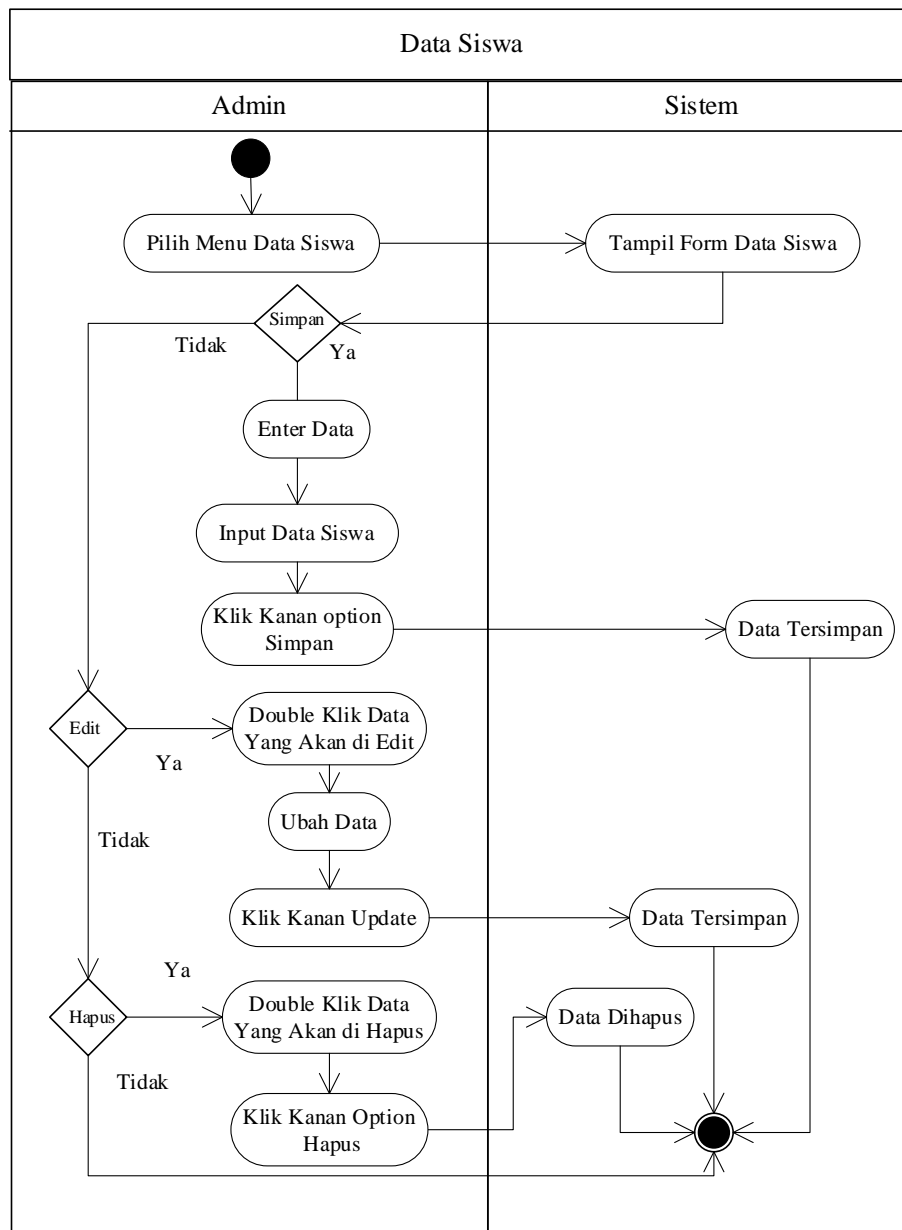 Data Siswa
Admin
Sistem
Pilih Menu Data Siswa
Tampil Form Data Siswa
Simpan
Tidak
Ya
Enter Data
Input Data Siswa
Klik Kanan option
Simpan
Data Tersimpan
Edit
Ya
Double Klik Data
Yang Akan di Edit
Tidak
Ubah Data
Klik Kanan Update
Data Tersimpan
Hapus
Ya
Double Klik Data
Yang Akan di Hapus
Data Dihapus
Tidak
Klik Kanan Option
Hapus